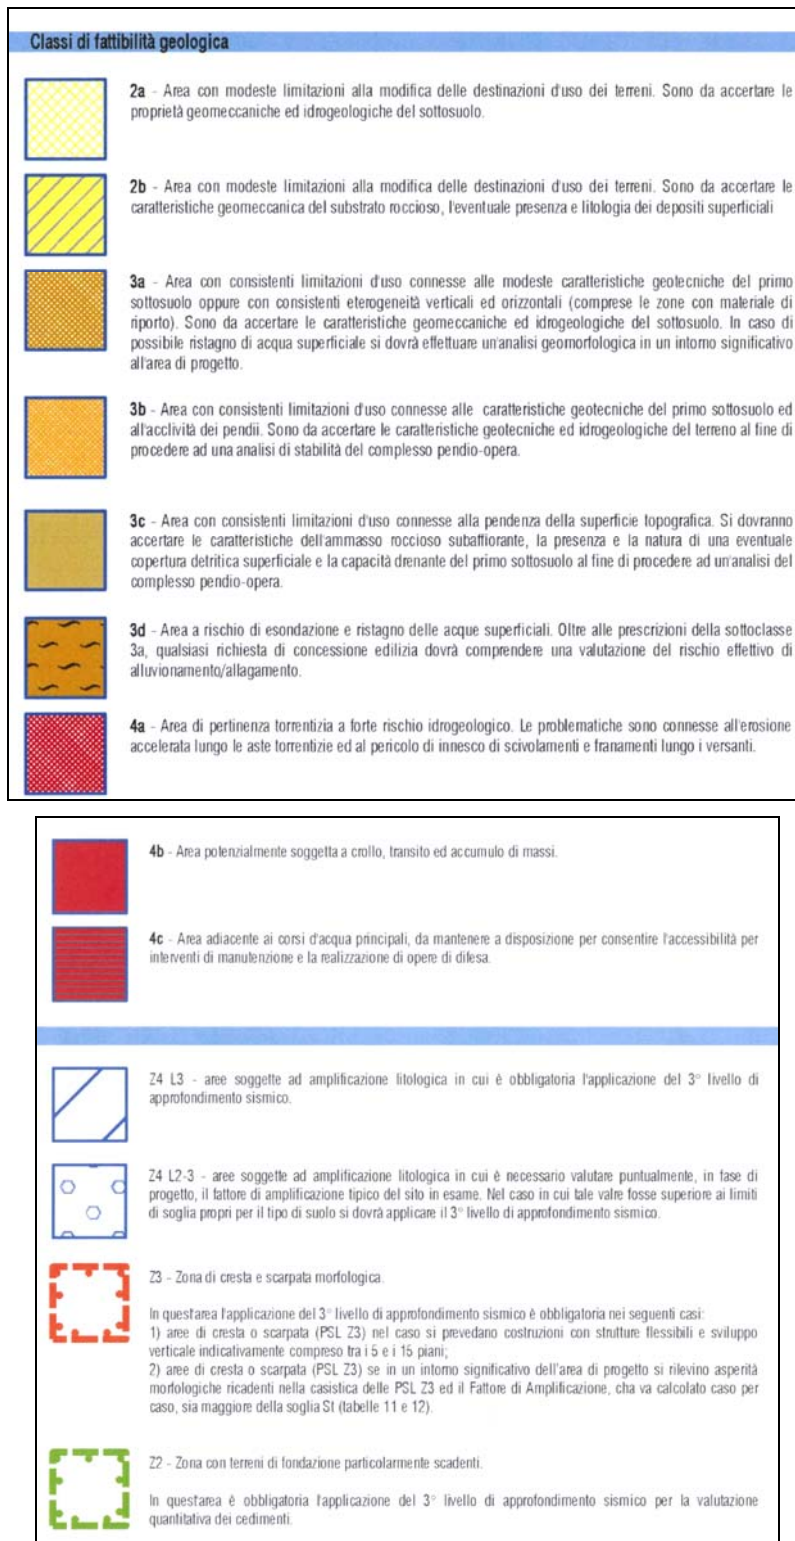 Classi di fattibilità geologica
2a - Area con modeste limitazioni alla modifica delle destinazioni d'uso dei terreni. Sono da accertare le
proprietà geomeccaniche ed idrogeologiche del sottosuolo.
2b - Area con modeste limitazioni alla modifica delle destinazioni d'uso dei terreni. Sono da accertare le
caratteristiche geomeccanica del substrato roccioso, l'eventuale presenza e litologia dei depositi superficiali
3a - Area con consistenti limitazioni d'uso connesse alle modeste caratteristiche geotecniche del primo
sottosuolo oppure con consistenti eterogeneità verticali ed orizzontali (comprese le zone con materiale di
riporto). Sono da accertare le caratteristiche geomeccaniche ed idrogeologiche del sottosuolo. In caso di
possibile ristagno di acqua superficiale si dovrà effettuare un'analisi geomorfologica in un intorno significativo
all'area di progetto.
3b - Area con consistenti limitazioni d'uso connesse alle caratteristiche geotecniche del primo sottosuolo ed
all'acclività dei pendii. Sono da accertare le caratteristiche geotecniche ed idrogeologiche del terreno al fine di
procedere ad una analisi di stabilità del complesso pendio-opera.
3c - Area con consistenti limitazioni d'uso connesse alla pendenza della superficie topografica. Si dovranno
accertare le caratteristiche dell'ammasso roccioso subaffiorante, la presenza e la natura di una eventuale
copertura detritica superficiale e la capacità drenante del primo sottosuolo al fine di procedere ad un'analisi del
complesso pendio-opera.
3d - Area a rischio di esondazione e ristagno delle acque superficiali. Oltre alle prescrizioni della sottoclasse
3a, qualsiasi richiesta di concessione edilizia dovrà comprendere una valutazione del rischio effettivo di
alluvionamento/allagamento.
4a - Area di pertinenza torrentizia a forte rischio idrogeologico. Le problematiche sono connesse all'erosione
accelerata lungo le aste torrentizie ed al pericolo di innesco di scivolamenti e franamenti lungo i versanti.
4b - Area potenzialmente soggetta a crollo, transito ed accumulo di massi.
4c - Area adiacente ai corsi d'acqua principali, da mantenere a disposizione per consentire l'accessibilità per
interventi di manutenzione e la realizzazione di opere di difesa.
Z4 L3 - aree soggette ad amplificazione litologica in cui è obbligatoria l'applicazione del 3° livello di
approfondimento sismico.
Z4 L2-3 - aree soggette ad amplificazione litologica in cui è necessario valutare puntualmente, in fase di
progetto, il fattore di amplificazione tipico del sito in esame. Nel caso in cui tale valre fosse superiore ai limiti
di soglia propri per il tipo di suolo si dovrà applicare il 3° livello di approfondimento sismico.
Z3 - Zona di cresta e scarpata morfologica.
In quest'area l'applicazione del 3° livello di approfondimento sismico è obbligatoria nei seguenti casi:
1) aree di cresta o scarpata (PSL Z3) nel caso si prevedano costruzioni con strutture flessibili e sviluppo
verticale indicativamente compreso tra i 5 e i 15 piani;
2) aree di cresta o scarpata (PSL Z3) se in un intorno significativo dell'area di progetto si rilevino asperità
morfologiche ricadenti nella casistica delle PSL Z3 ed il Fattore di Amplificazione, cha va calcolato caso per
caso, sia maggiore della soglia St (tabelle 11 e 12).
Z2 - Zona con terreni di fondazione particolarmente scadenti.
In quest'area è obbligatoria l'applicazione del 3° livello di approfondimento sismico per la valutazione
quantitativa dei cedimenti.